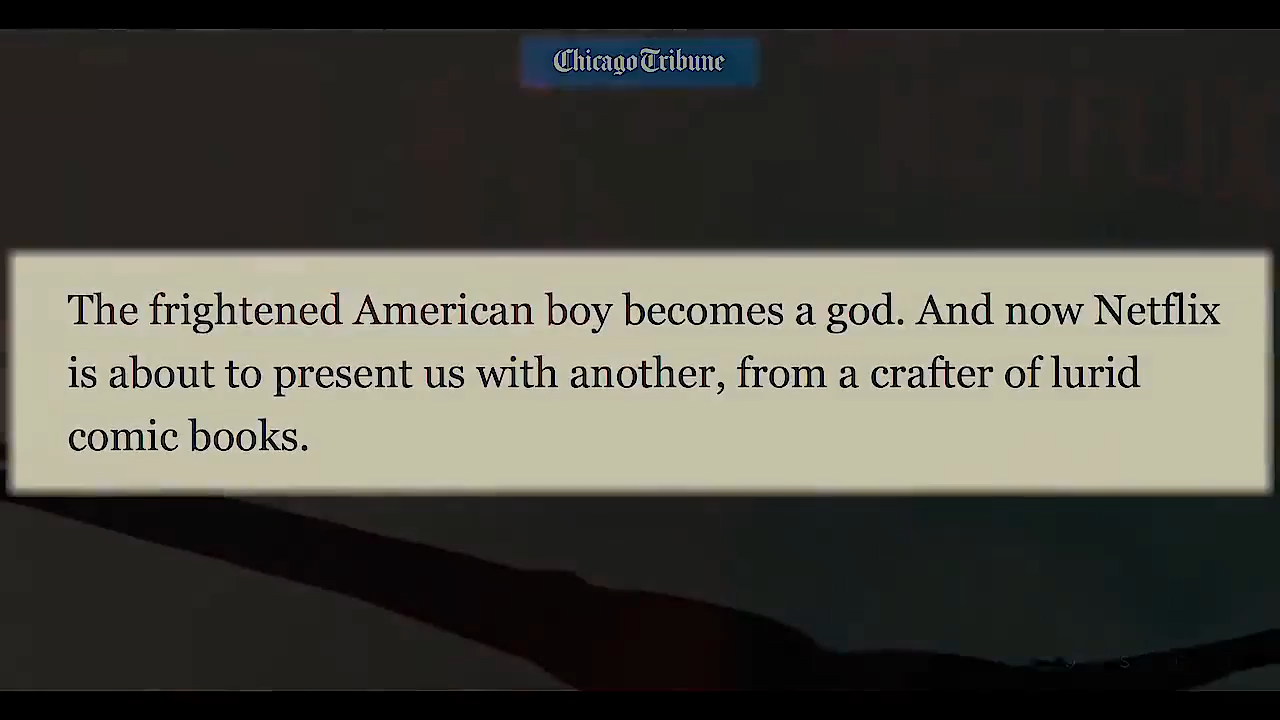 Chicago Tribune
NETFLIX
The frightened American boy becomes a god. And now Netflix
is about to present us with another, from a crafter of lurid
comic books.